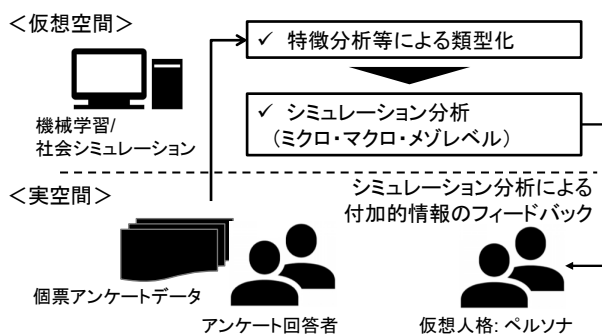 <仮想空間>
✓ 特徴分析等による類型化
✓ シミュレーション分析
(ミクロ・マクロ・メゾレベル)
機械学習/
社会シミュレーション
<実空間>
シミュレーション分析による
付加的情報のフィードバック
個票アンケートデータ
アンケート回答者
仮想人格: ペルソナ